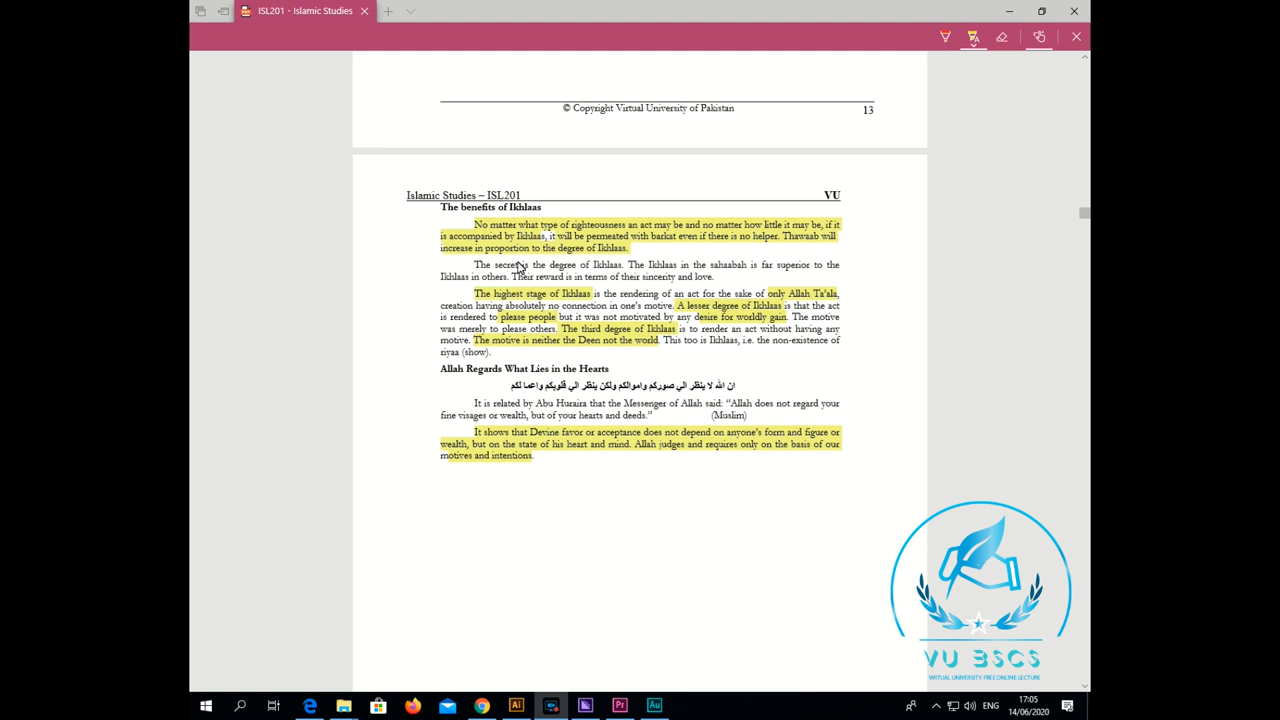 ISL201 - Islamic Studies
© Copyright Virtual University of Pakistan 13
Islamic Studies – ISL201 VU
The benefits of Ikhlaas
No matter what type of righteousness an act may be and no matter how little it may be, if it
is accompanied by Ikhlaas, it will be permeated with barkat even if there is no helper. Thawaab will
increase in proportion to the degree of Ikhlaas.
The secret is the degree of Ikhlaas. The Ikhlaas in the sahaabah is far superior to the
Ikhlaas in others. Their reward is in terms of their sincerity and love.
The highest stage of Ikhlaas is the rendering of an act for the sake of only Allah Ta'ala,
creation having absolutely no connection in one's motive. A lesser degree of Ikhlaas is that the act
is rendered to please people but it was not motivated by any desire for worldly gain. The motive
was merely to please others. The third degree of Ikhlaas is to render an act without having any
motive. The motive is neither the Deen not the world. This too is Ikhlaas, i.e. the non-existence of
riyaa (show).
Allah Regards What Lies in the Hearts
ان الله لا ينظر الي صوركم واموالكم ولكن ينظر الي قلوبكم واعما لكم
It is related by Abu Huraira that the Messenger of Allah said: “Allah does not regard your
fine visages or wealth, but of your hearts and deeds.” (Muslim)
It shows that Devine favor or acceptance does not depend on anyone's form and figure or
wealth, but on the state of his heart and mind. Allah judges and requires only on the basis of our
motives and intentions.
VU BSCS
VIRTUAL UNIVERSITY FREE ONLINE LECTURE
Ai
Pr
Au
ENG
17:05
14/06/2020